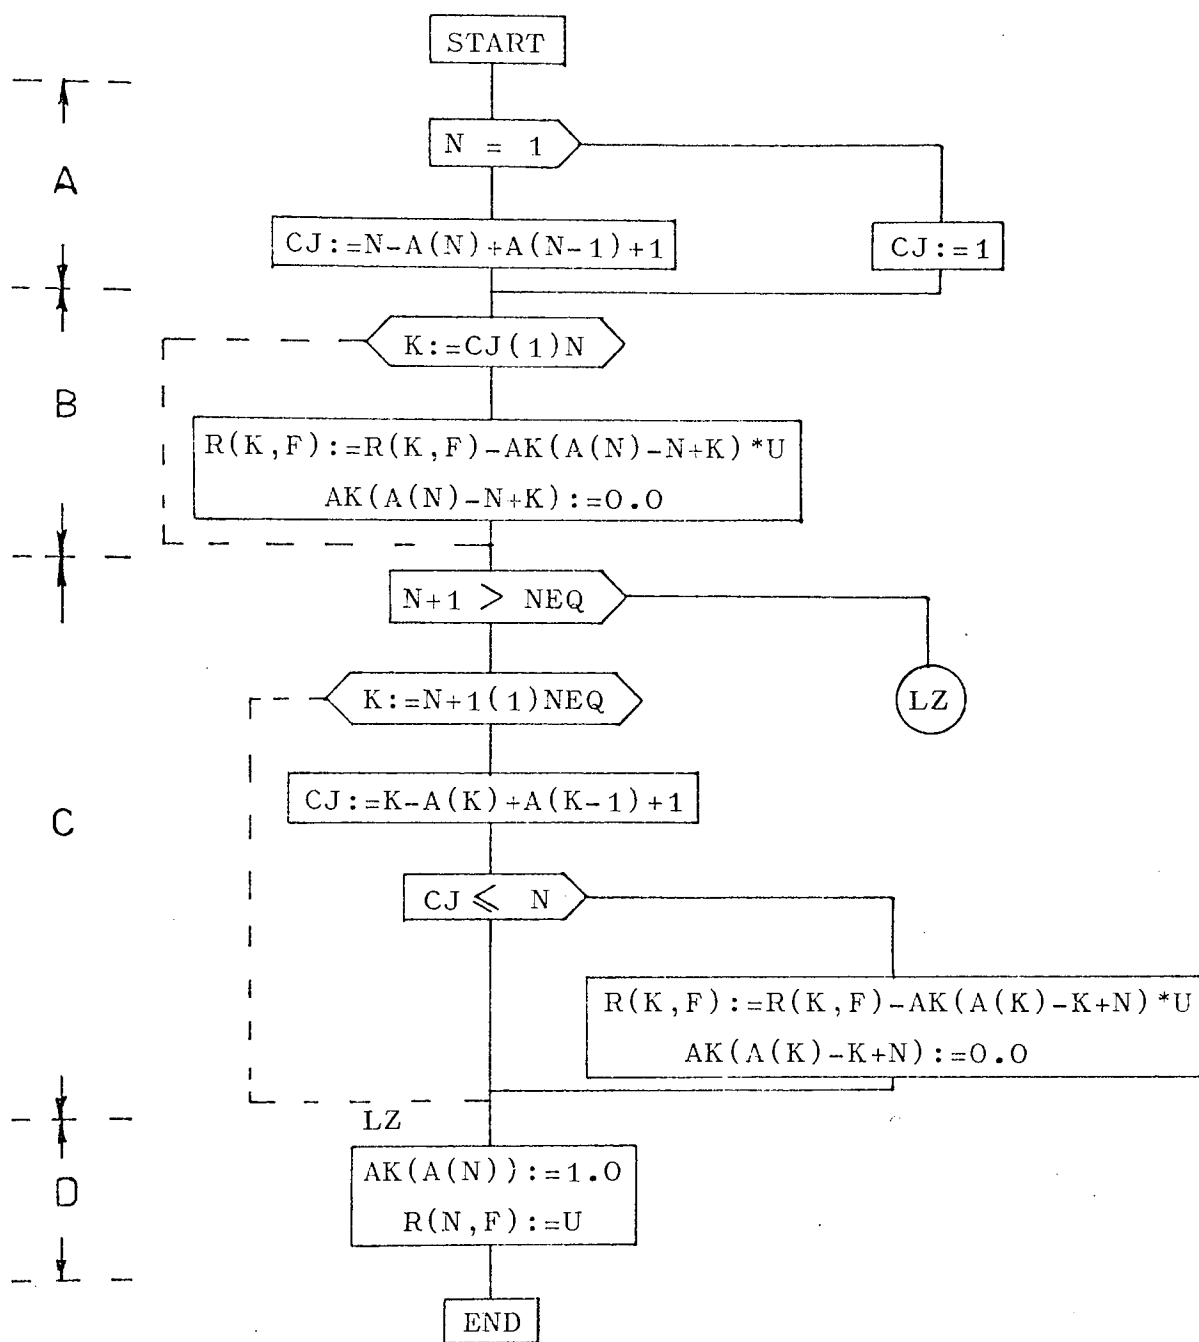 START
N = 1
A
CJ:=N-A(N)+A(N-1)+1
CJ:=1
K:=CJ(1)N
B
R(K,F):=R(K,F)-AK(A(N)-N+K)*U
AK(A(N)-N+K):=0.0
N+1 > NEQ
K:=N+1(1)NEQ
LZ
CJ:=K-A(K)+A(K-1)+1
C
CJ ⩽ N
R(K,F):=R(K,F)-AK(A(K)-K+N)*U
AK(A(K)-K+N):=0.0
LZ
AK(A(N)):=1.0
D
R(N,F):=U
END